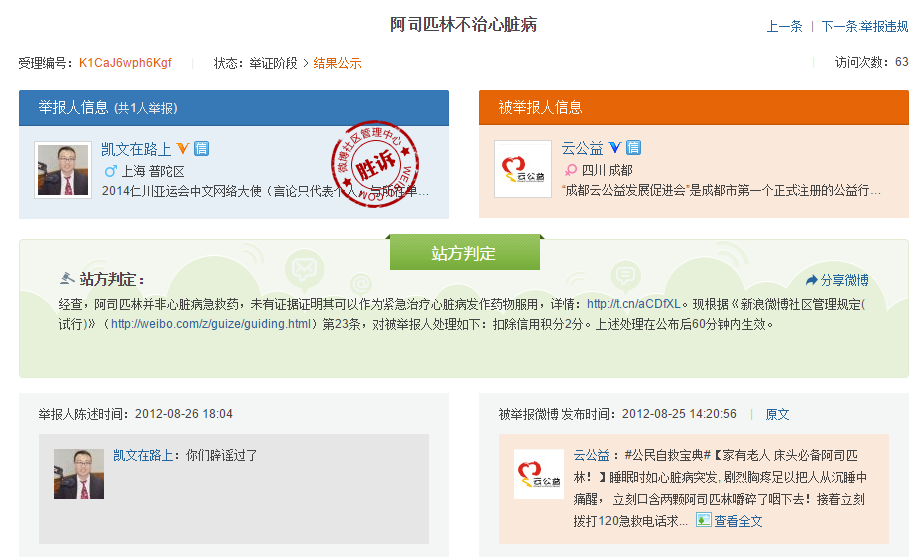 阿司匹林不治心脏病
上一条 | 下一条 举报违规
受理编号：K1CaJ6wph6Kgf
状态：举证阶段 > 结果公示
访问次数：63
举报人信息 (共1人举报)
凯文在路上 V 信
上海 普陀区
2014仁川亚运会中文网络大使（言论只代表个人，与所在单...
微博社区管理中心
胜诉
WEIBO.COM
被举报人信息
云公益
云公益 V 信
四川 成都
“成都云公益发展促进会”是成都市第一个正式注册的公益行...
站方判定
站方判定：
分享微博
经查，阿司匹林并非心脏病急救药，未有证据证明其可以作为紧急治疗心脏病发作药物服用，详情：http://t.cn/aCDfXL。现根据《新浪微博社区管理规定(
试行)》（http://weibo.com/z/guize/guiding.html）第23条，对被举报人处理如下：扣除信用积分2分。上述处理在公布后60分钟内生效。
举报人陈述时间：2012-08-26 18:04
凯文在路上：你们辟谣过了
被举报微博 发布时间：2012-08-25 14:20:56 | 原文
云公益
云公益：#公民自救宝典#【家有老人 床头必备阿司匹
林！】睡眠时如心脏病突发, 剧烈胸疼足以把人从沉睡中
痛醒， 立刻口含两颗阿司匹林嚼碎了咽下去！接着立刻
拨打120急救电话求... 查看全文